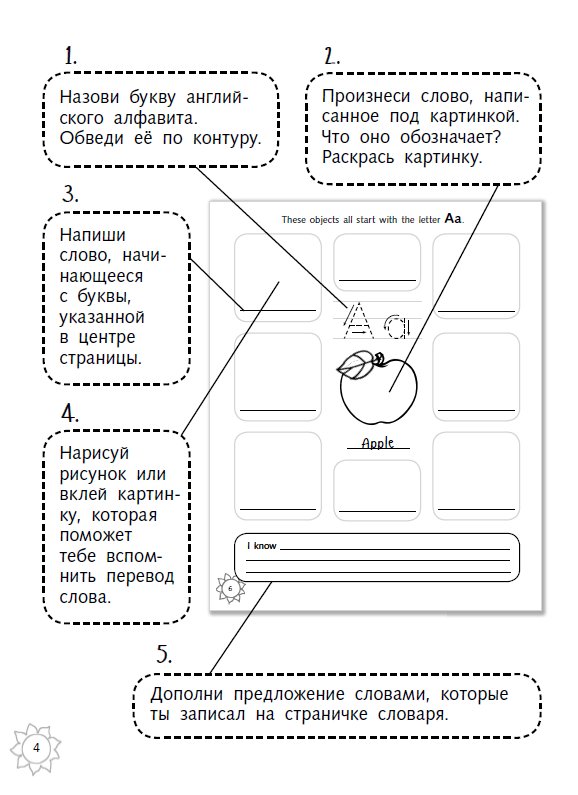 1.
Назови букву англий-
ского алфавита.
Обведи её по контуру.
2.
Произнеси слово, напи-
санное под картинкой.
Что оно обозначает?
Раскрась картинку.
3.
Напиши
слово, начи-
нающееся
с буквы,
указанной
в центре
страницы.
4.
Нарисуй
рисунок или
вклей картин-
ку, которая
поможет
тебе вспом-
нить перевод
слова.
These objects all start with the letter Aa.
A a
Apple
I know
6
5.
Дополни предложение словами, которые
ты записал на страничке словаря.
4